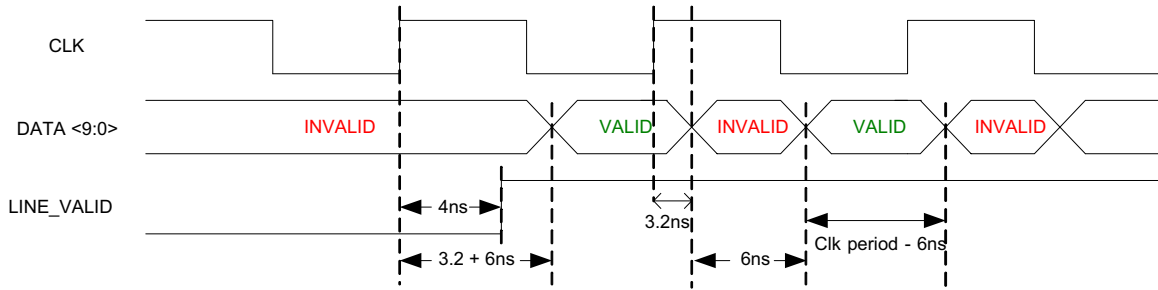 CLK
DATA <9:0>
INVALID
VALID
INVALID
VALID
INVALID
LINE_VALID
4ns
3.2ns
3.2 + 6ns
6ns
Clk period - 6ns